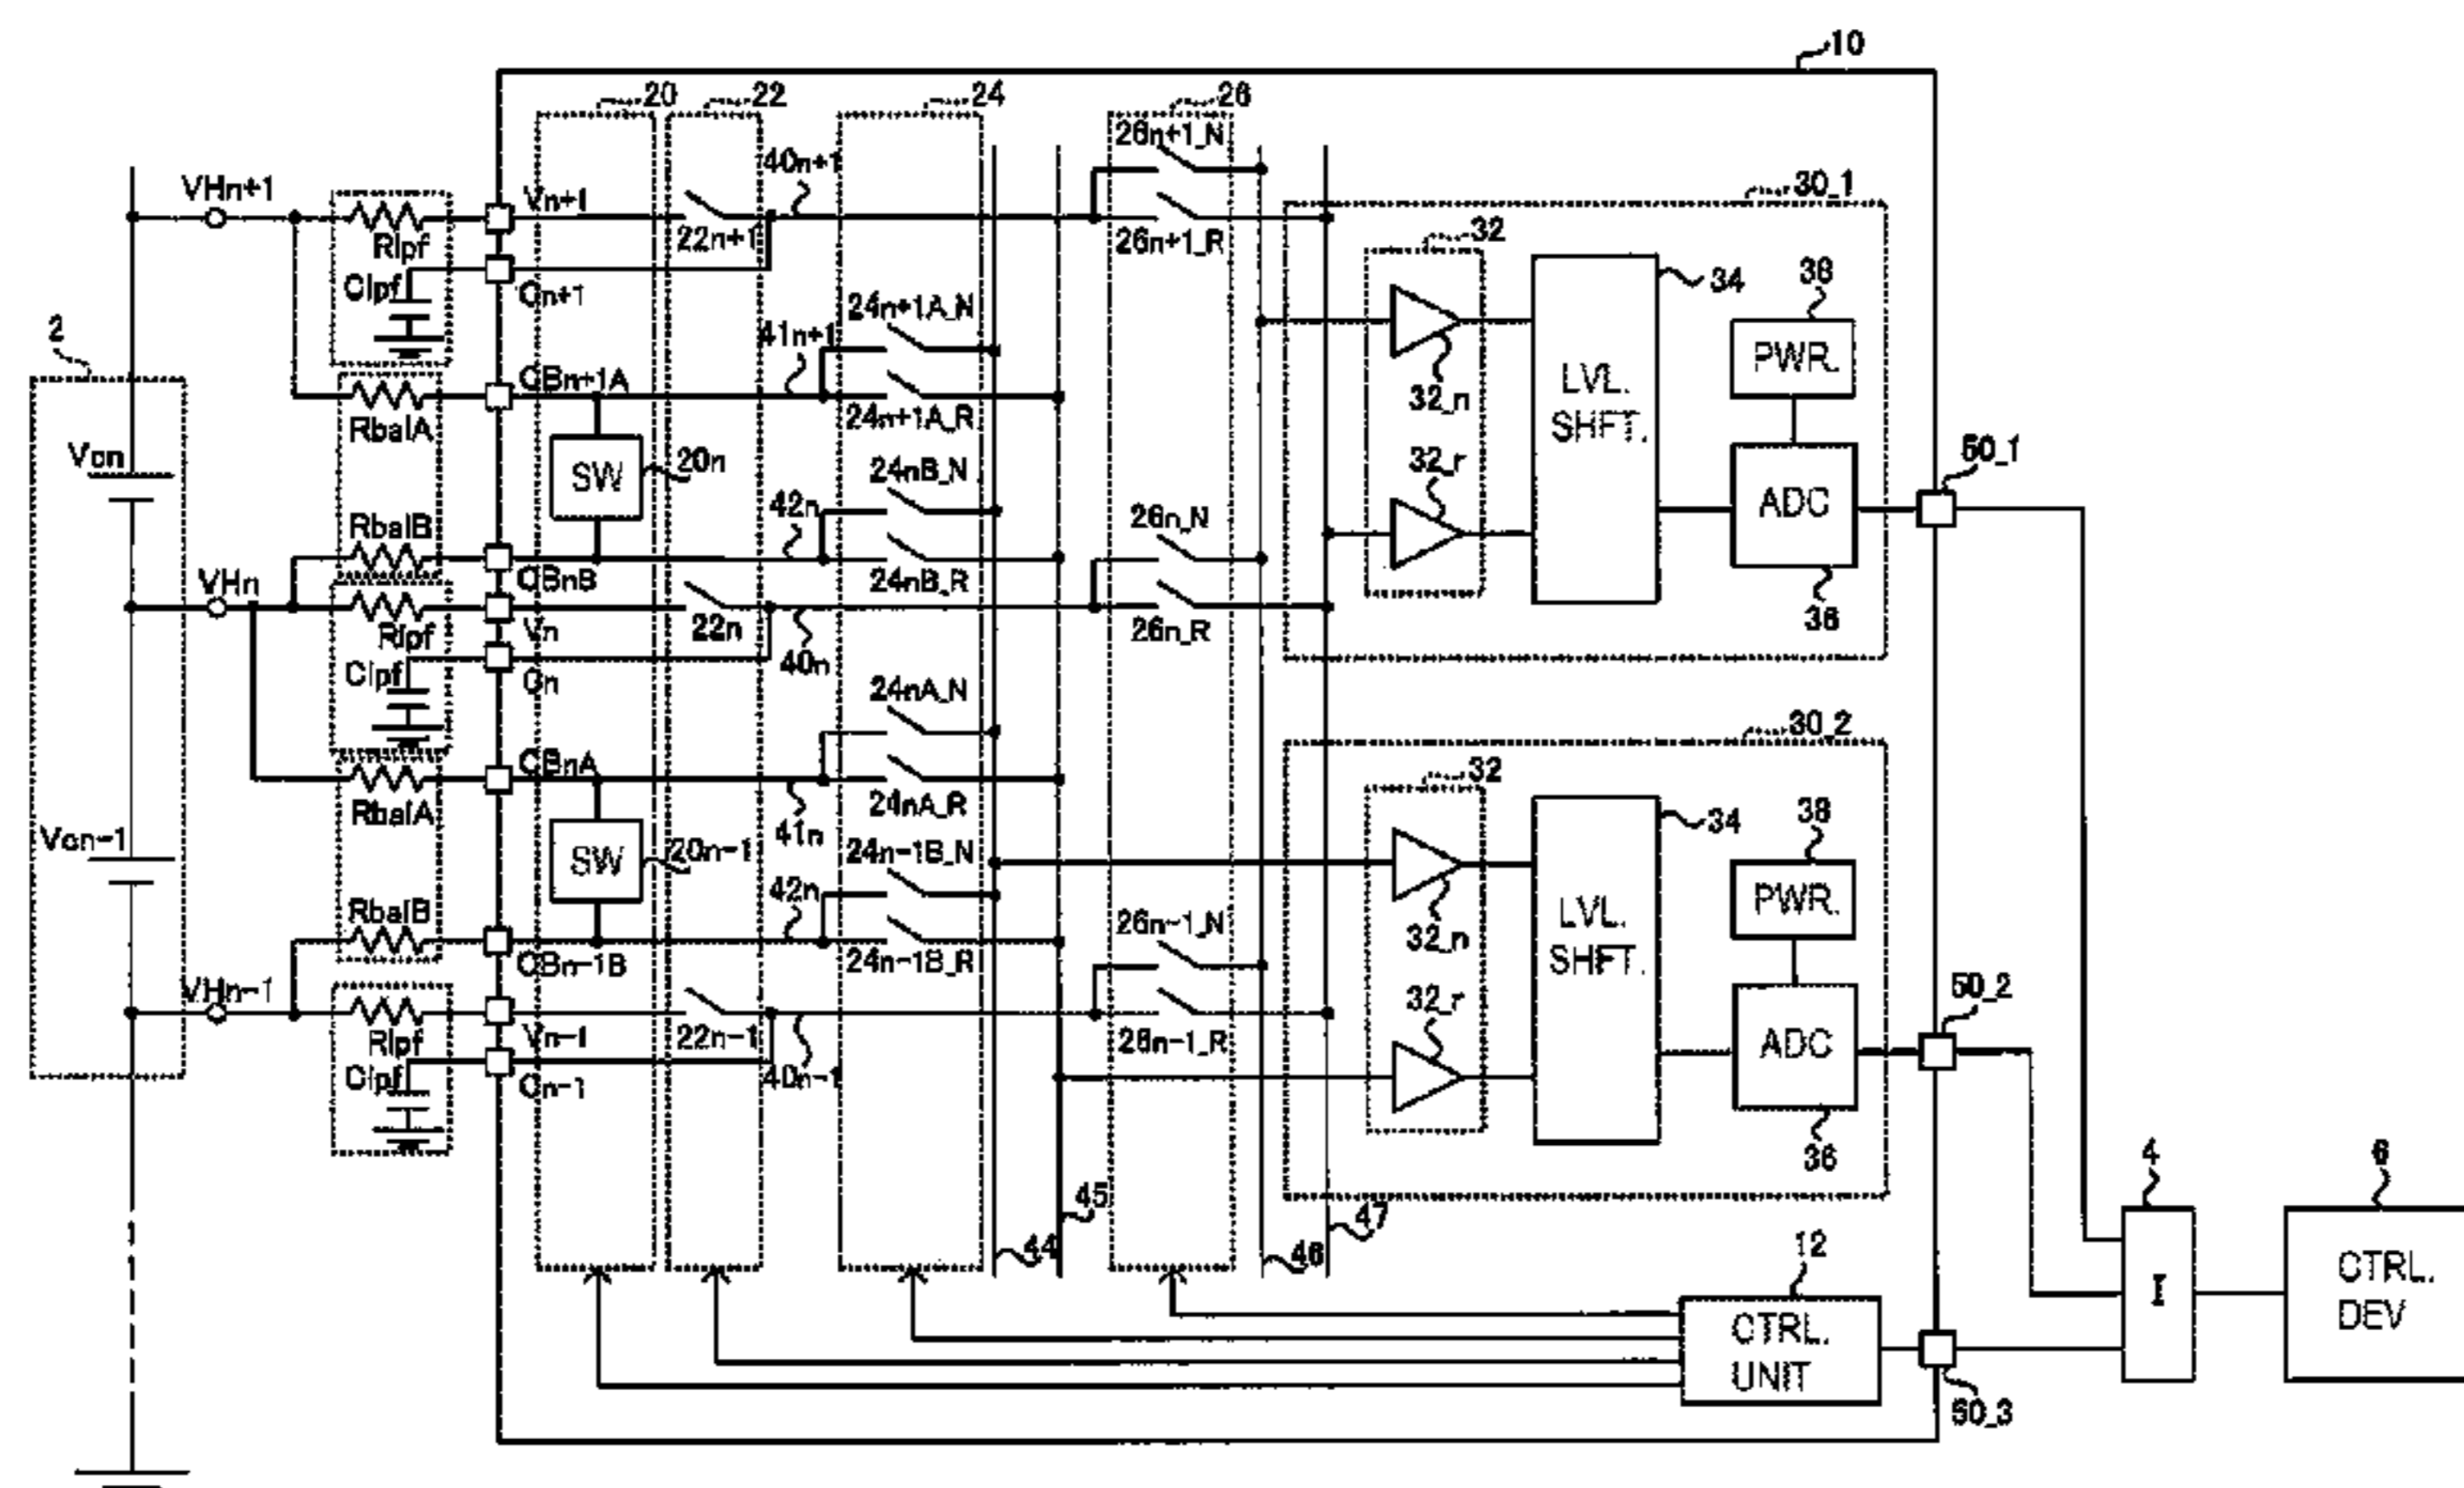 10
20
22
24
26
40n+1
26n+1_N
VHn+1
Vn+1
30_1
Rlpf
22n+1
26n+1_R
32
Clpf
Cn+1
34
38
24n+1A_N
2
41n+1
PWR.
CBn+1A
LVL.
SHFT.
32_n
RbalA
24n+1A_R
Vcn
SW
20n
24nB_N
32_r
50_1
ADC
42n
26n_N
RbalB
CBnB
24nB_R
VHn
Vn
22n
26n_R
36
Rlpf
40n
Clpf
Cn
24nA_N
30_2
CBnA
32
RbalA
24nA_R
41n
34
38
Vcn-1
SW
20n-1
24n-1B_N
PWR.
42n
LVL.
SHFT.
RbalB
26n-1_N
32_n
CBn-1B
24n-1B_R
VHn-1
32_r
50_2
Vn-1
22n-1
26n-1_R
ADC
Rlpf
Clpf
Cn-1
40n-1
36
4
6
45
47
44
46
12
CTRL.
UNIT
I
CTRL.
DEV
50_3